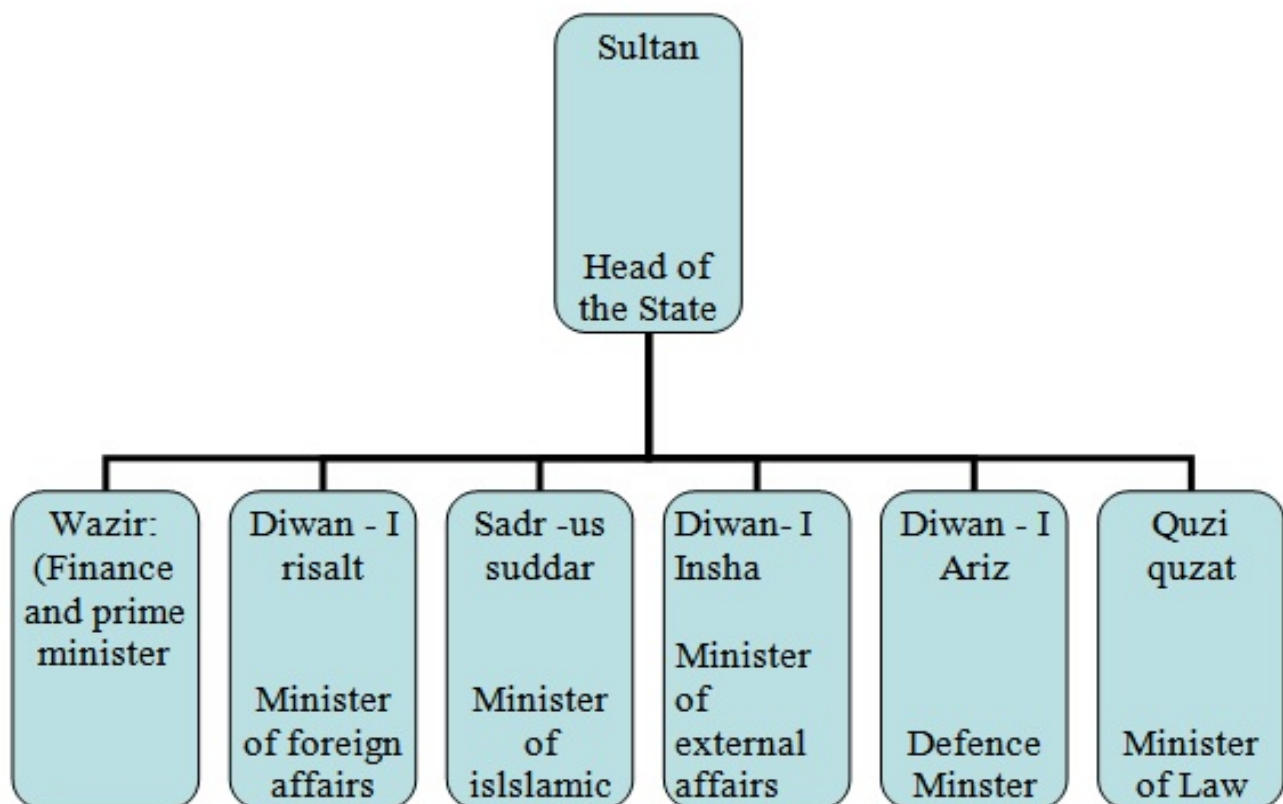 Sultan
Head of
the State
Wazir:
(Finance
and prime
minister
Diwan - I
risalt
Minister
of foreign
affairs
Sadr -us
suddar
Minister
of
islslamic
Diwan- I
Insha
Minister
of
external
affairs
Diwan - I
Ariz
Defence
Minster
Quzi
quzat
Minister
of Law